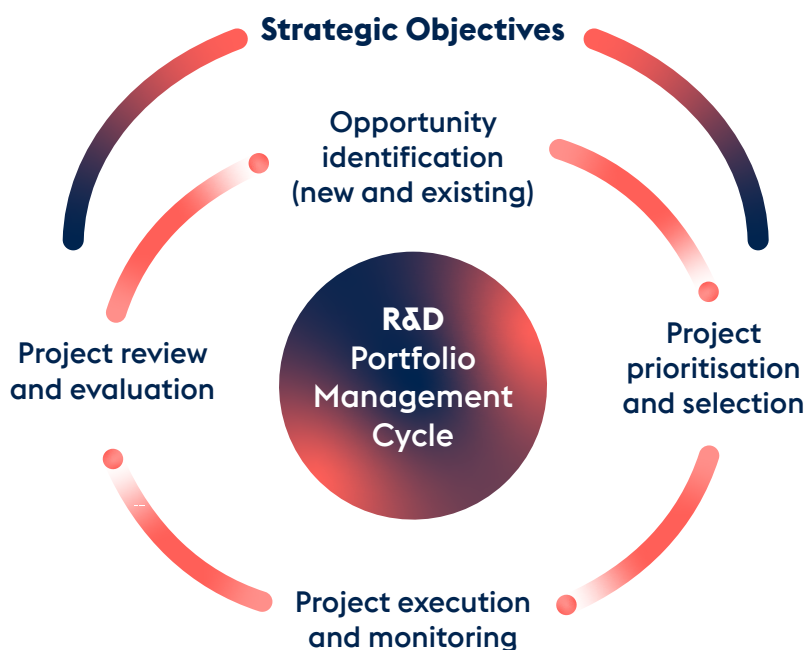 Strategic Objectives
Opportunity
identification
(new and existing)
R&D
Portfolio
Management
Cycle
Project
prioritisation
and selection
Project execution
and monitoring
Project review
and evaluation